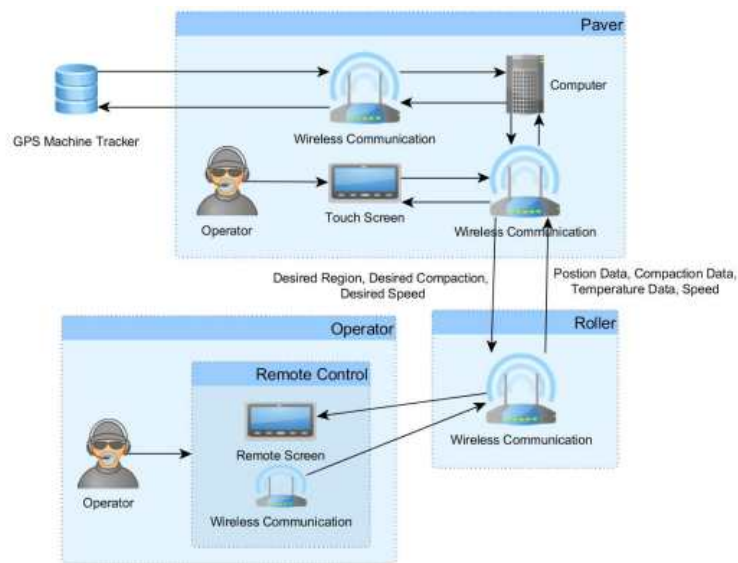 Paver
Computer
GPS Machine Tracker
Wireless Communication
Operator
Touch Screen
Wireless Communication
Desired Region, Desired Compaction,
Desired Speed
Postion Data, Compaction Data,
Temperature Data, Speed
Operator
Roller
Remote Control
Remote Screen
Wireless Communication
Operator
Wireless Communication